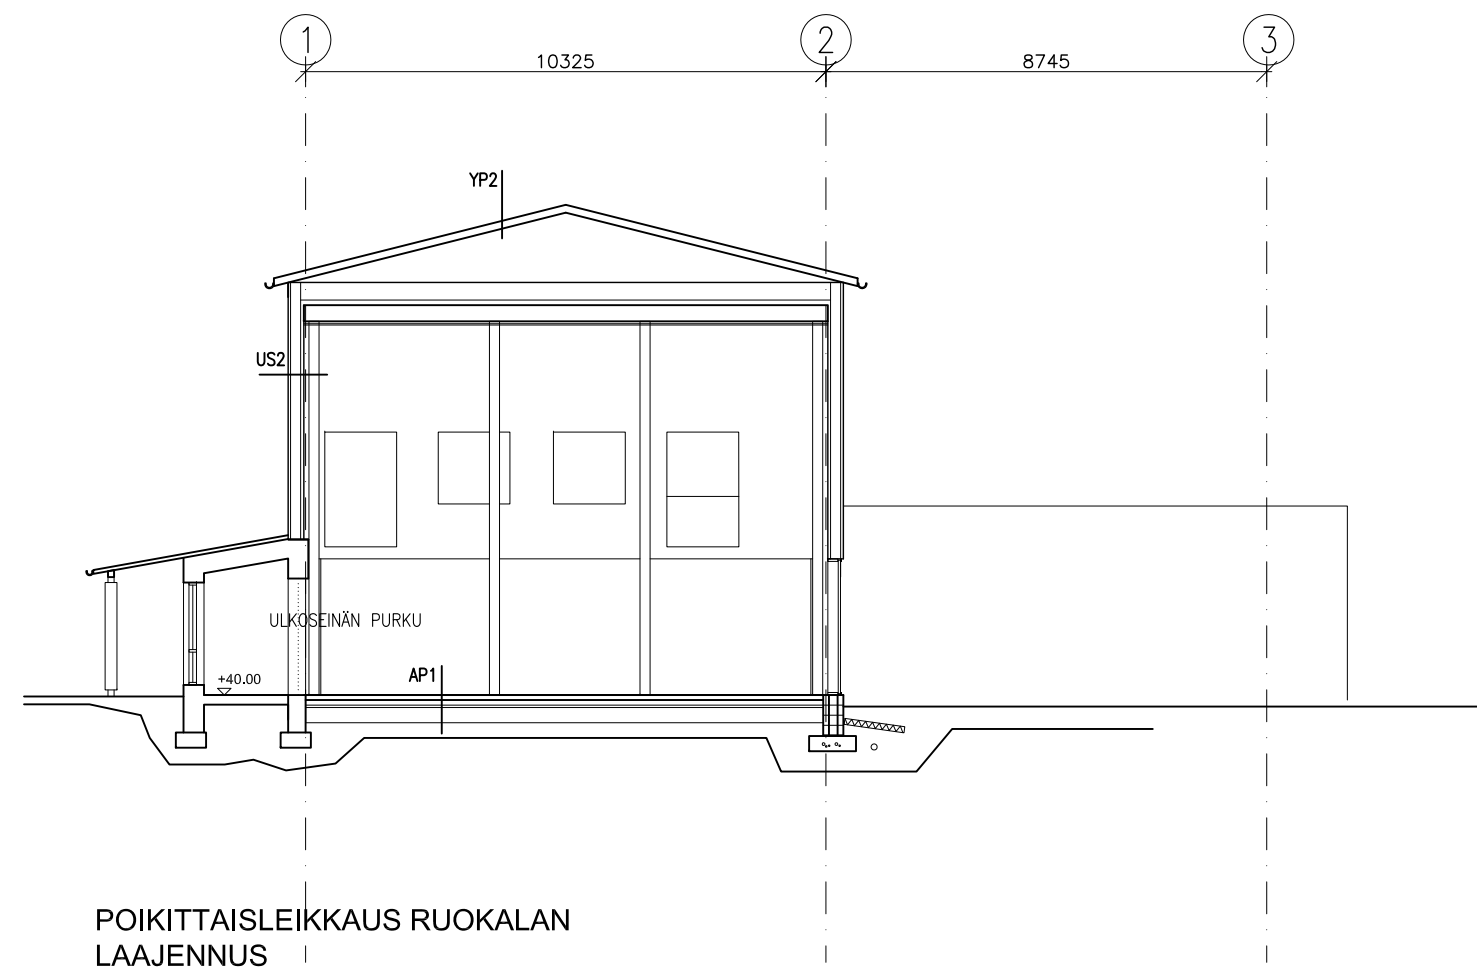 1
2
3
10325
8745
YP2
US2
ULKOSEINÄN PURKU
+40.00
AP1
POIKITTAISLEIKKAUS RUOKALAN
LAAJENNUS